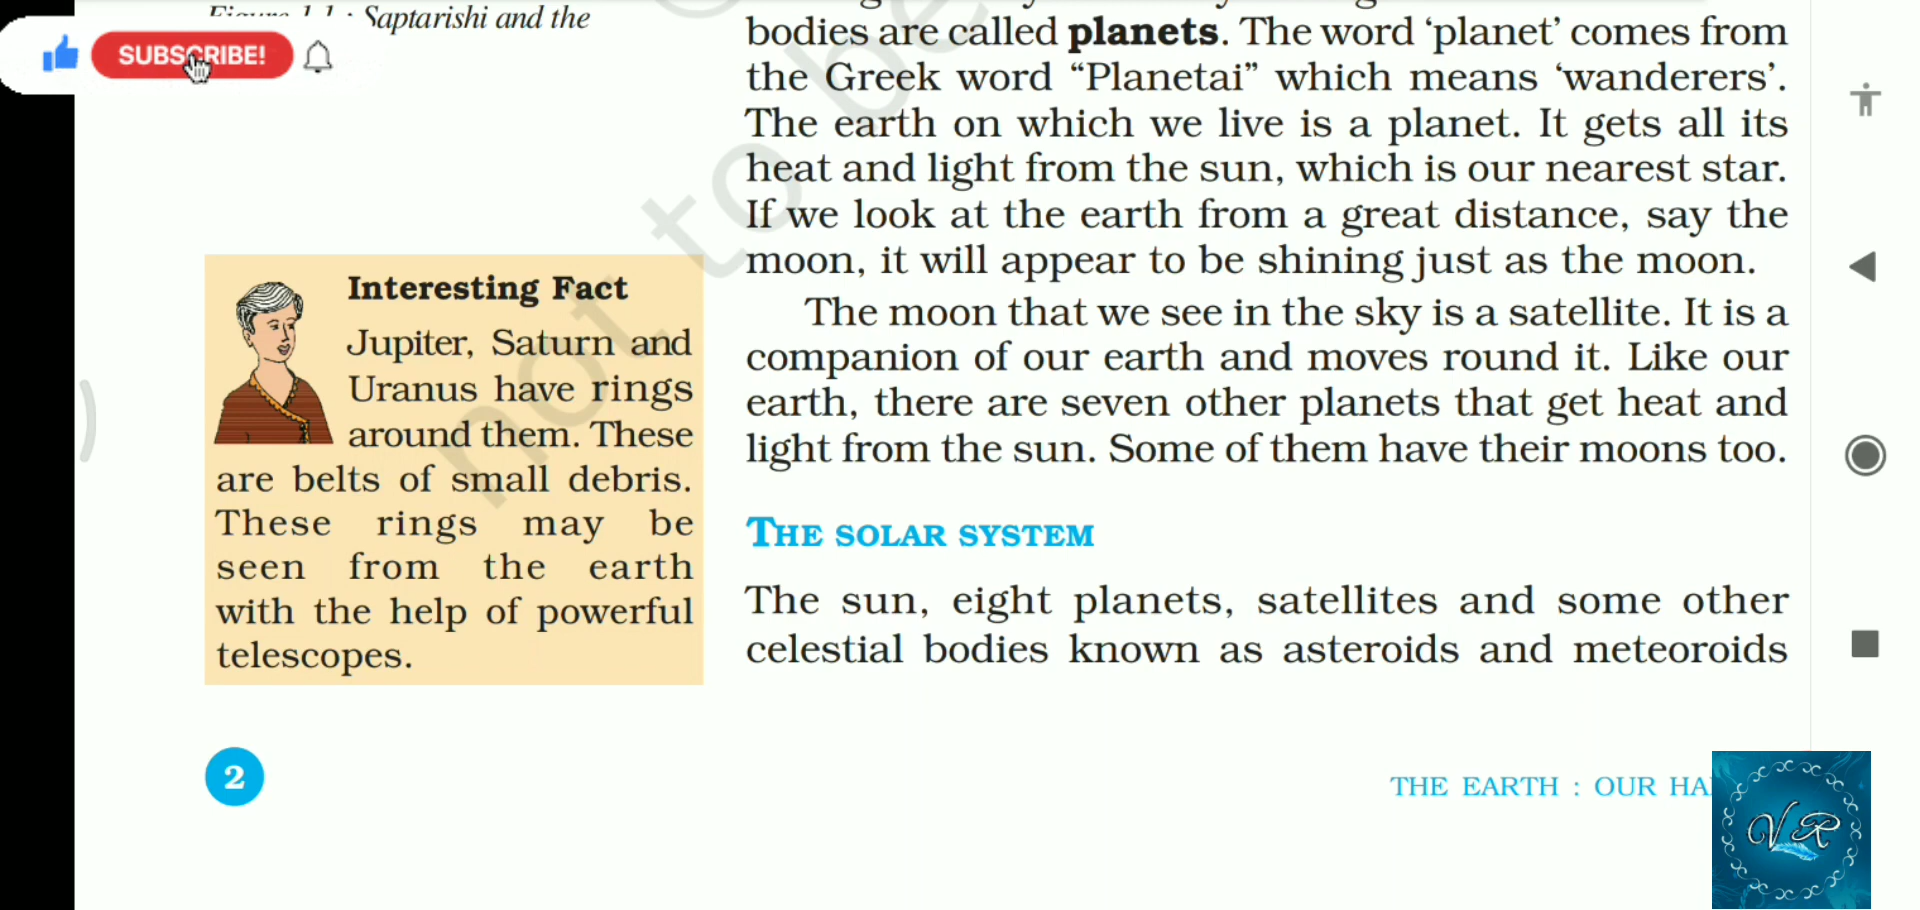 Figure 1.1 : Saptarishi and the
SUBSCRIBE!
Interesting Fact
Jupiter, Saturn and
Uranus have rings
around them. These
are belts of small debris.
These rings may be
seen from the earth
with the help of powerful
telescopes.
2
bodies are called planets. The word ‘planet’ comes from
the Greek word “Planetai” which means ‘wanderers’.
The earth on which we live is a planet. It gets all its
heat and light from the sun, which is our nearest star.
If we look at the earth from a great distance, say the
moon, it will appear to be shining just as the moon.
The moon that we see in the sky is a satellite. It is a
companion of our earth and moves round it. Like our
earth, there are seven other planets that get heat and
light from the sun. Some of them have their moons too.
THE SOLAR SYSTEM
The sun, eight planets, satellites and some other
celestial bodies known as asteroids and meteoroids
THE EARTH : OUR HA
VR
not to be